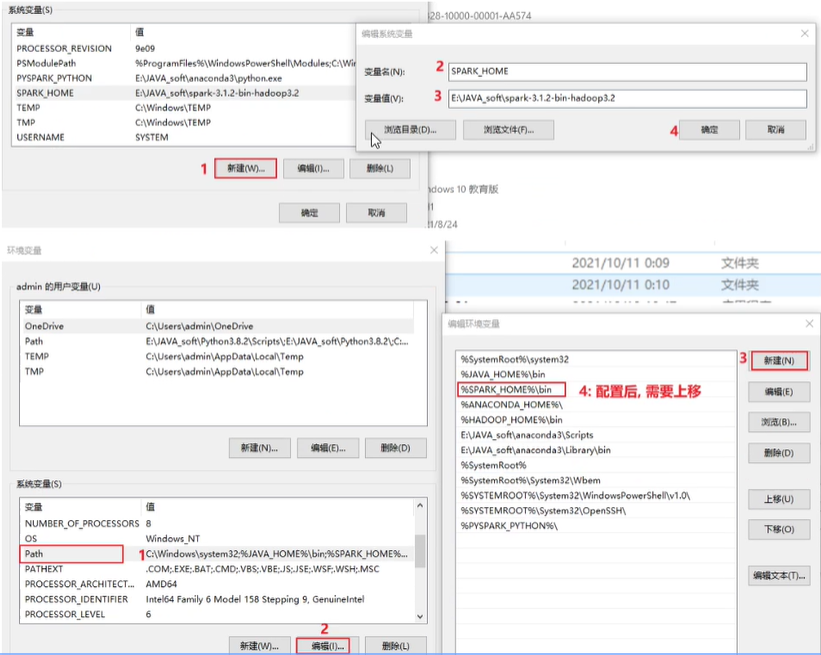 系统变量(S)
变量 值
PROCESSOR_REVISION 9e09
PSModulePath %ProgramFiles%\WindowsPowerShell\Modules;C:\Win
PYSPARK_PYTHON E:\JAVA_soft\anaconda3\python.exe
SPARK_HOME E:\JAVA_soft\spark-3.1.2-bin-hadoop3.2
TEMP C:\Windows\TEMP
TMP C:\Windows\TEMP
USERNAME SYSTEM
1 新建(W)... 编辑(I)... 删除(L)
确定 取消
328-10000-00001-AA574
编辑系统变量
变量名(N): 2 SPARK_HOME
变量值(V): 3 E:\JAVA_soft\spark-3.1.2-bin-hadoop3.2
浏览目录(D)... 浏览文件(F)... 4 确定 取消
ndows 10 教育版
/8/24
环境变量
admin 的用户变量(U)
变量 值
OneDrive C:\Users\admin\OneDrive
Path E:\JAVA_soft\Python3.8.2\Scripts\;E:\JAVA_soft\Python3.8.2\;C:...
TEMP C:\Users\admin\AppData\Local\Temp
TMP C:\Users\admin\AppData\Local\Temp
新建(N)... 编辑(E)... 删除(D)
系统变量(S)
变量 值
NUMBER_OF_PROCESSORS 8
OS Windows_NT
Path 1 C:\Windows\system32;%JAVA_HOME%\bin;%SPARK_HOME%...
PATHEXT .COM;.EXE;.BAT;.CMD;.VBS;.VBE;.JS;.JSE;.WSF;.WSH;.MSC
PROCESSOR_ARCHITECT... AMD64
PROCESSOR_IDENTIFIER Intel64 Family 6 Model 158 Stepping 9, GenuineIntel
PROCESSOR_LEVEL 6
2
新建(W)... 编辑(I)... 删除(L)
2021/10/11 0:09 文件夹
2021/10/11 0:10 文件夹
编辑环境变量
%SystemRoot%\system32
%JAVA_HOME%\bin
%SPARK_HOME%\bin
4: 配置后, 需要上移
%ANACONDA_HOME%\
%HADOOP_HOME%\bin
E:\JAVA_soft\anaconda3\Scripts
E:\JAVA_soft\anaconda3\Library\bin
%SystemRoot%
%SystemRoot%\System32\Wbem
%SYSTEMROOT%\System32\WindowsPowerShell\v1.0\
%SYSTEMROOT%\System32\OpenSSH\
%PYSPARK_PYTHON%\
3 新建(N)
编辑(E)
浏览(B)...
删除(D)
上移(U)
下移(O)
编辑文本(T)...